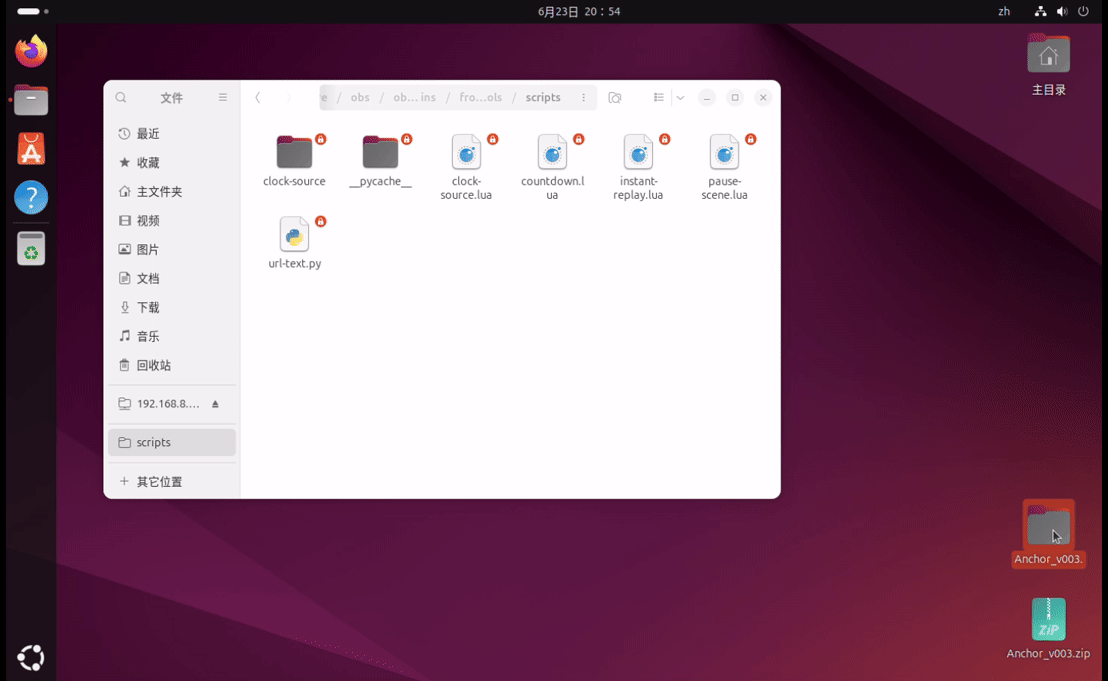 6月23日 20：54
zh
主目录
文件
e / obs / ob...ins / fro...ols / scripts
最近
收藏
主文件夹
视频
图片
文档
下载
音乐
回收站
192.168.8....
scripts
其它位置
clock-source
__pycache__
clock-
source.lua
countdown.l
ua
instant-
replay.lua
pause-
scene.lua
url-text.py
Anchor_v003.
ZiP
Anchor_v003.zip